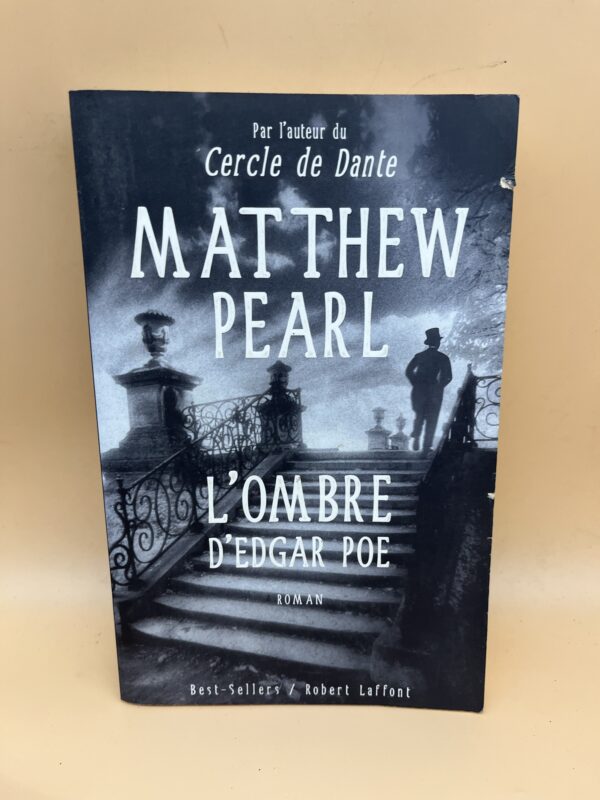 Par l'auteur du
Cercle de Dante
MATTHEW
PEARL
L'OMBRE
D'EDGAR POE
ROMAN
Best-Sellers / Robert Laffont